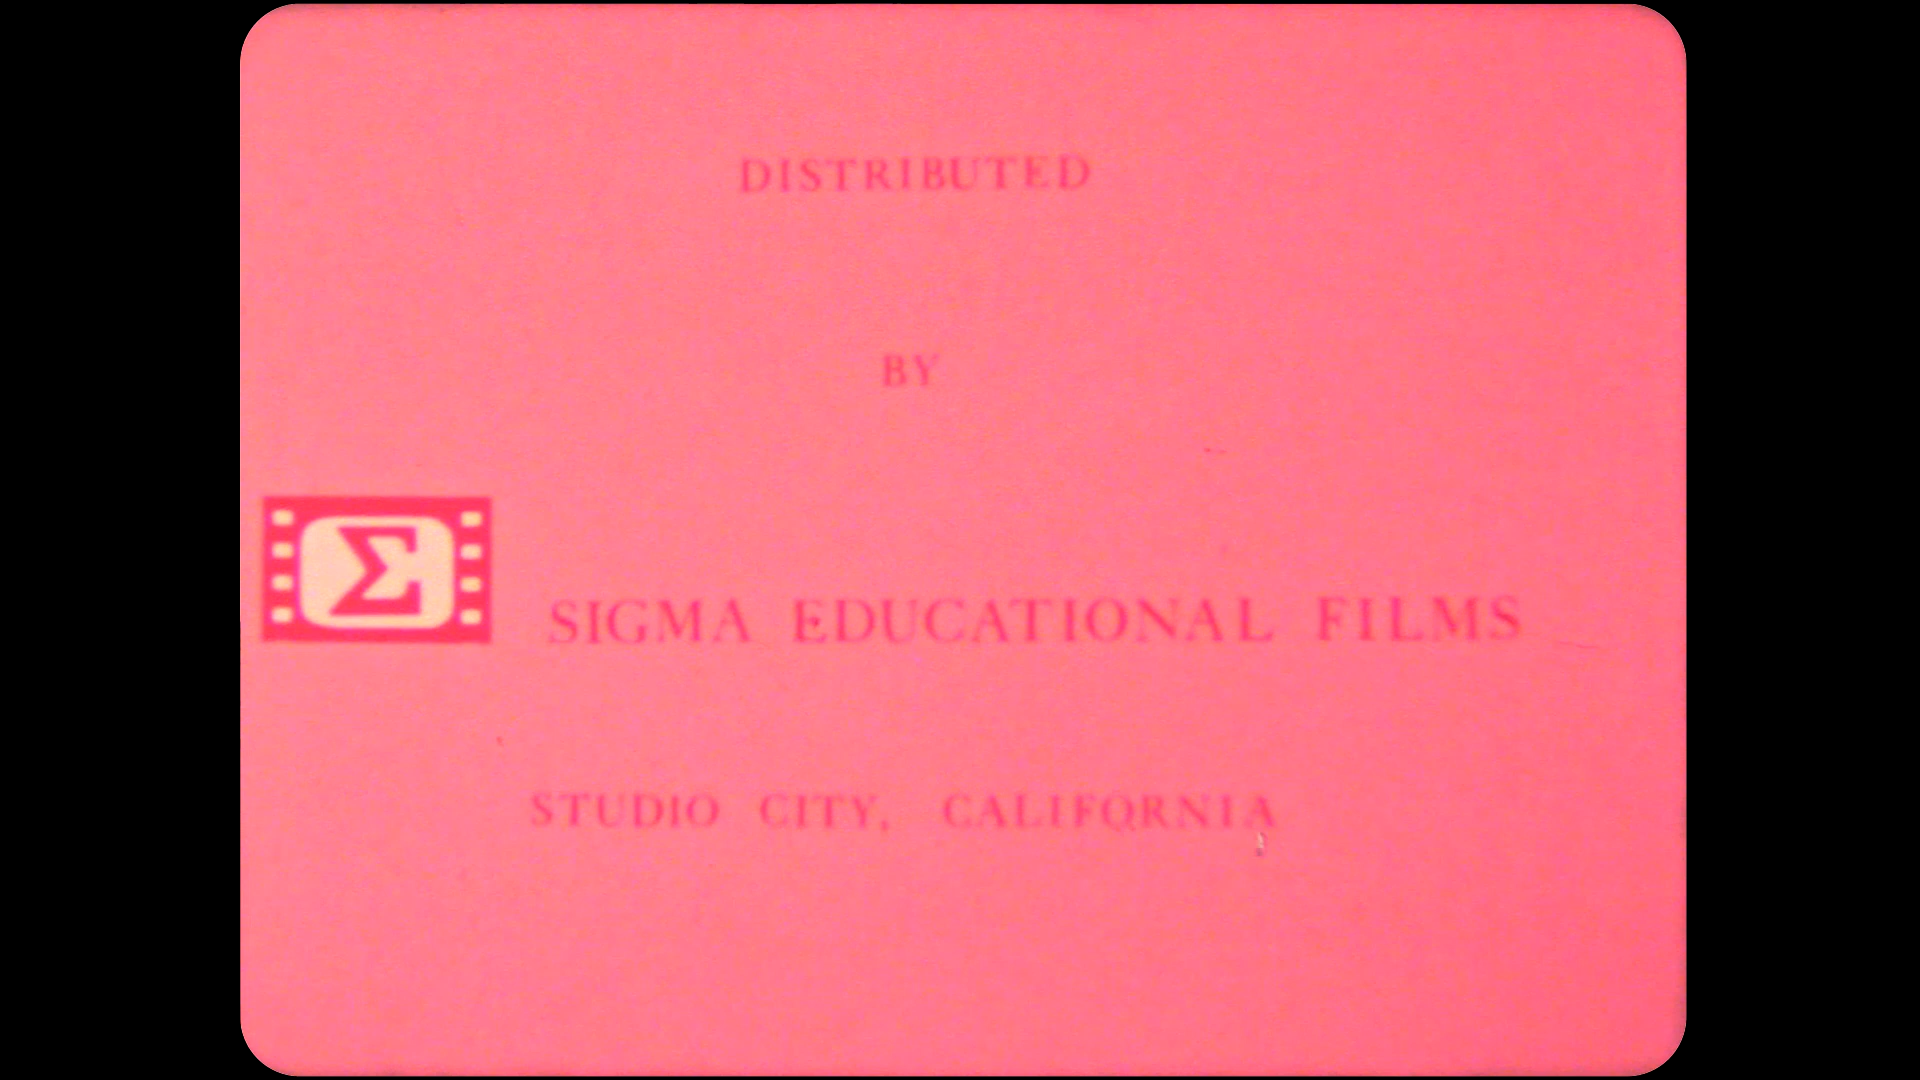 DISTRIBUTED
BY
Σ
SIGMA EDUCATIONAL FILMS
STUDIO CITY, CALIFORNIA